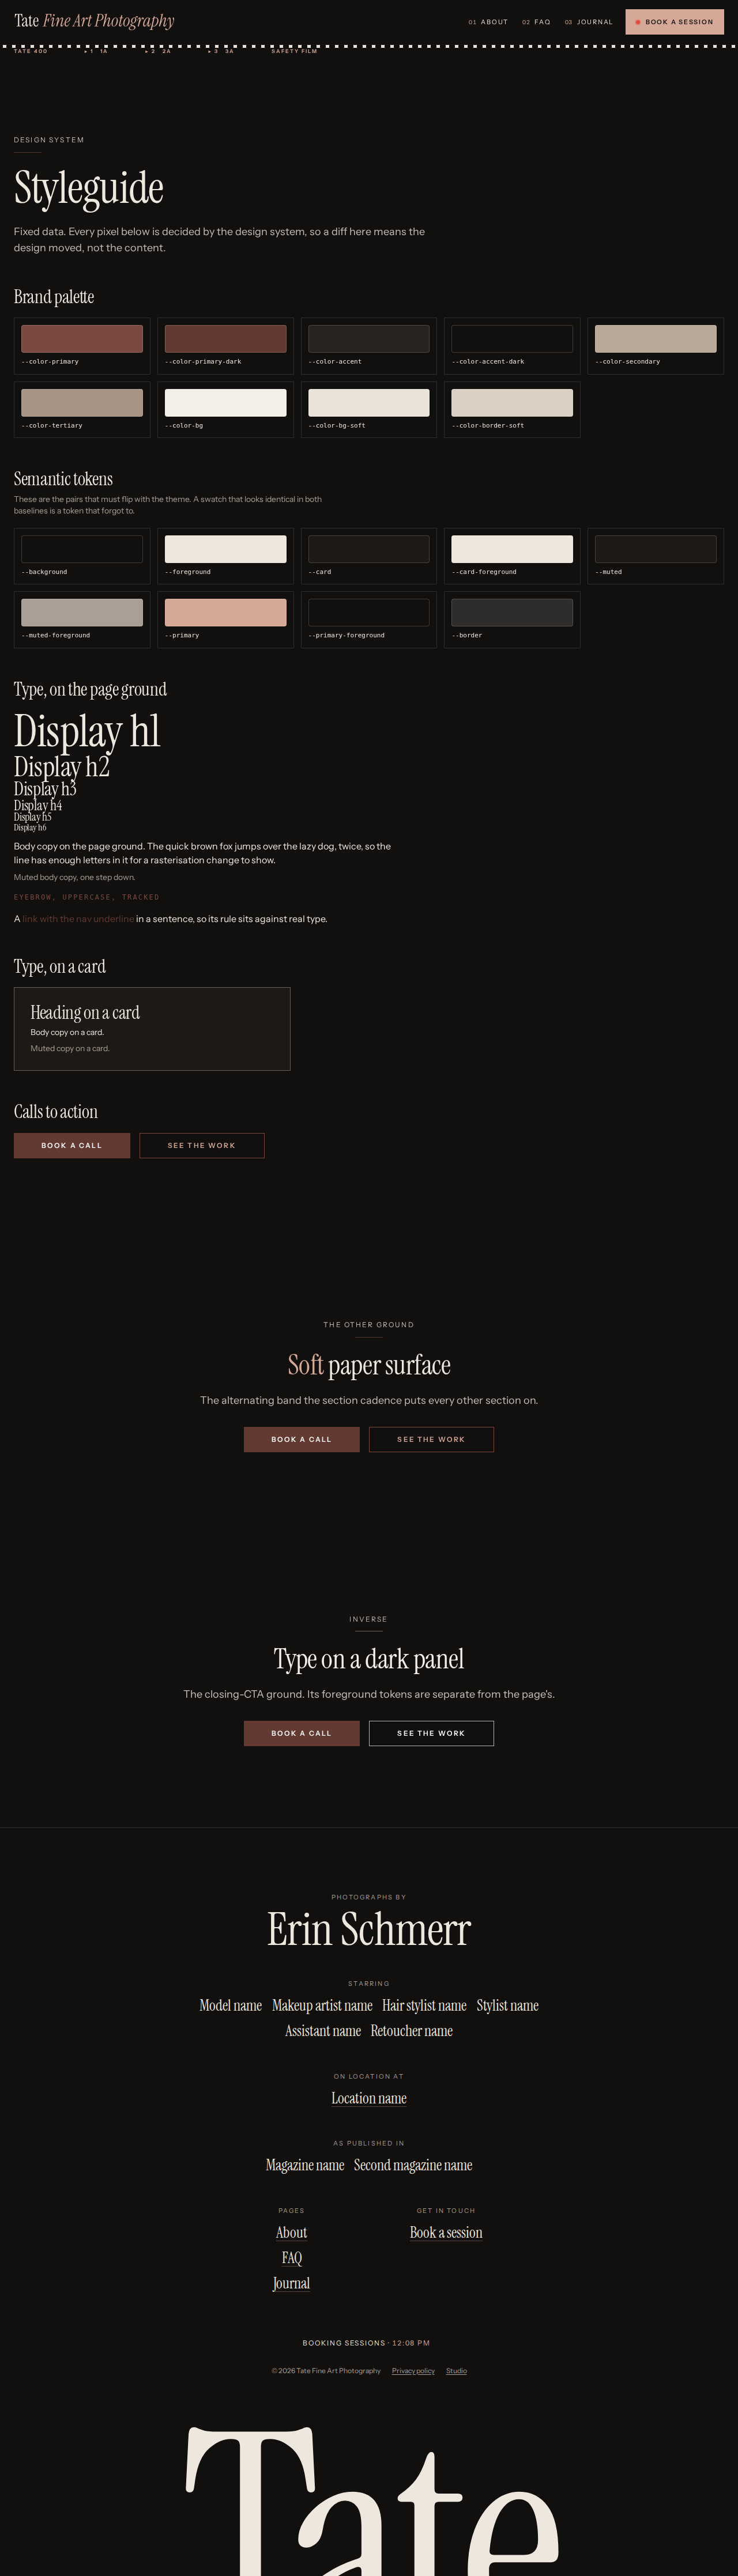 Tate Fine Art Photography
01 ABOUT 02 FAQ 03 JOURNAL BOOK A SESSION
TATE 400 ▸ 1 1A ▸ 2 2A ▸ 3 3A SAFETY FILM
DESIGN SYSTEM
Styleguide
Fixed data. Every pixel below is decided by the design system, so a diff here means the
design moved, not the content.
Brand palette
--color-primary --color-primary-dark --color-accent --color-accent-dark --color-secondary
--color-tertiary --color-bg --color-bg-soft --color-border-soft
Semantic tokens
These are the pairs that must flip with the theme. A swatch that looks identical in both
baselines is a token that forgot to.
--background --foreground --card --card-foreground --muted
--muted-foreground --primary --primary-foreground --border
Type, on the page ground
Display h1
Display h2
Display h3
Display h4
Display h5
Display h6
Body copy on the page ground. The quick brown fox jumps over the lazy dog, twice, so the
line has enough letters in it for a rasterisation change to show.
Muted body copy, one step down.
EYEBROW, UPPERCASE, TRACKED
A link with the nav underline in a sentence, so its rule sits against real type.
Type, on a card
Heading on a card
Body copy on a card.
Muted copy on a card.
Calls to action
BOOK A CALL SEE THE WORK
THE OTHER GROUND
Soft paper surface
The alternating band the section cadence puts every other section on.
BOOK A CALL SEE THE WORK
INVERSE
Type on a dark panel
The closing-CTA ground. Its foreground tokens are separate from the page's.
BOOK A CALL SEE THE WORK
PHOTOGRAPHS BY
Erin Schmerr
STARRING
Model name Makeup artist name Hair stylist name Stylist name
Assistant name Retoucher name
ON LOCATION AT
Location name
AS PUBLISHED IN
Magazine name Second magazine name
PAGES GET IN TOUCH
About Book a session
FAQ
Journal
BOOKING SESSIONS · 12:08 PM
© 2026 Tate Fine Art Photography Privacy policy Studio
Tate